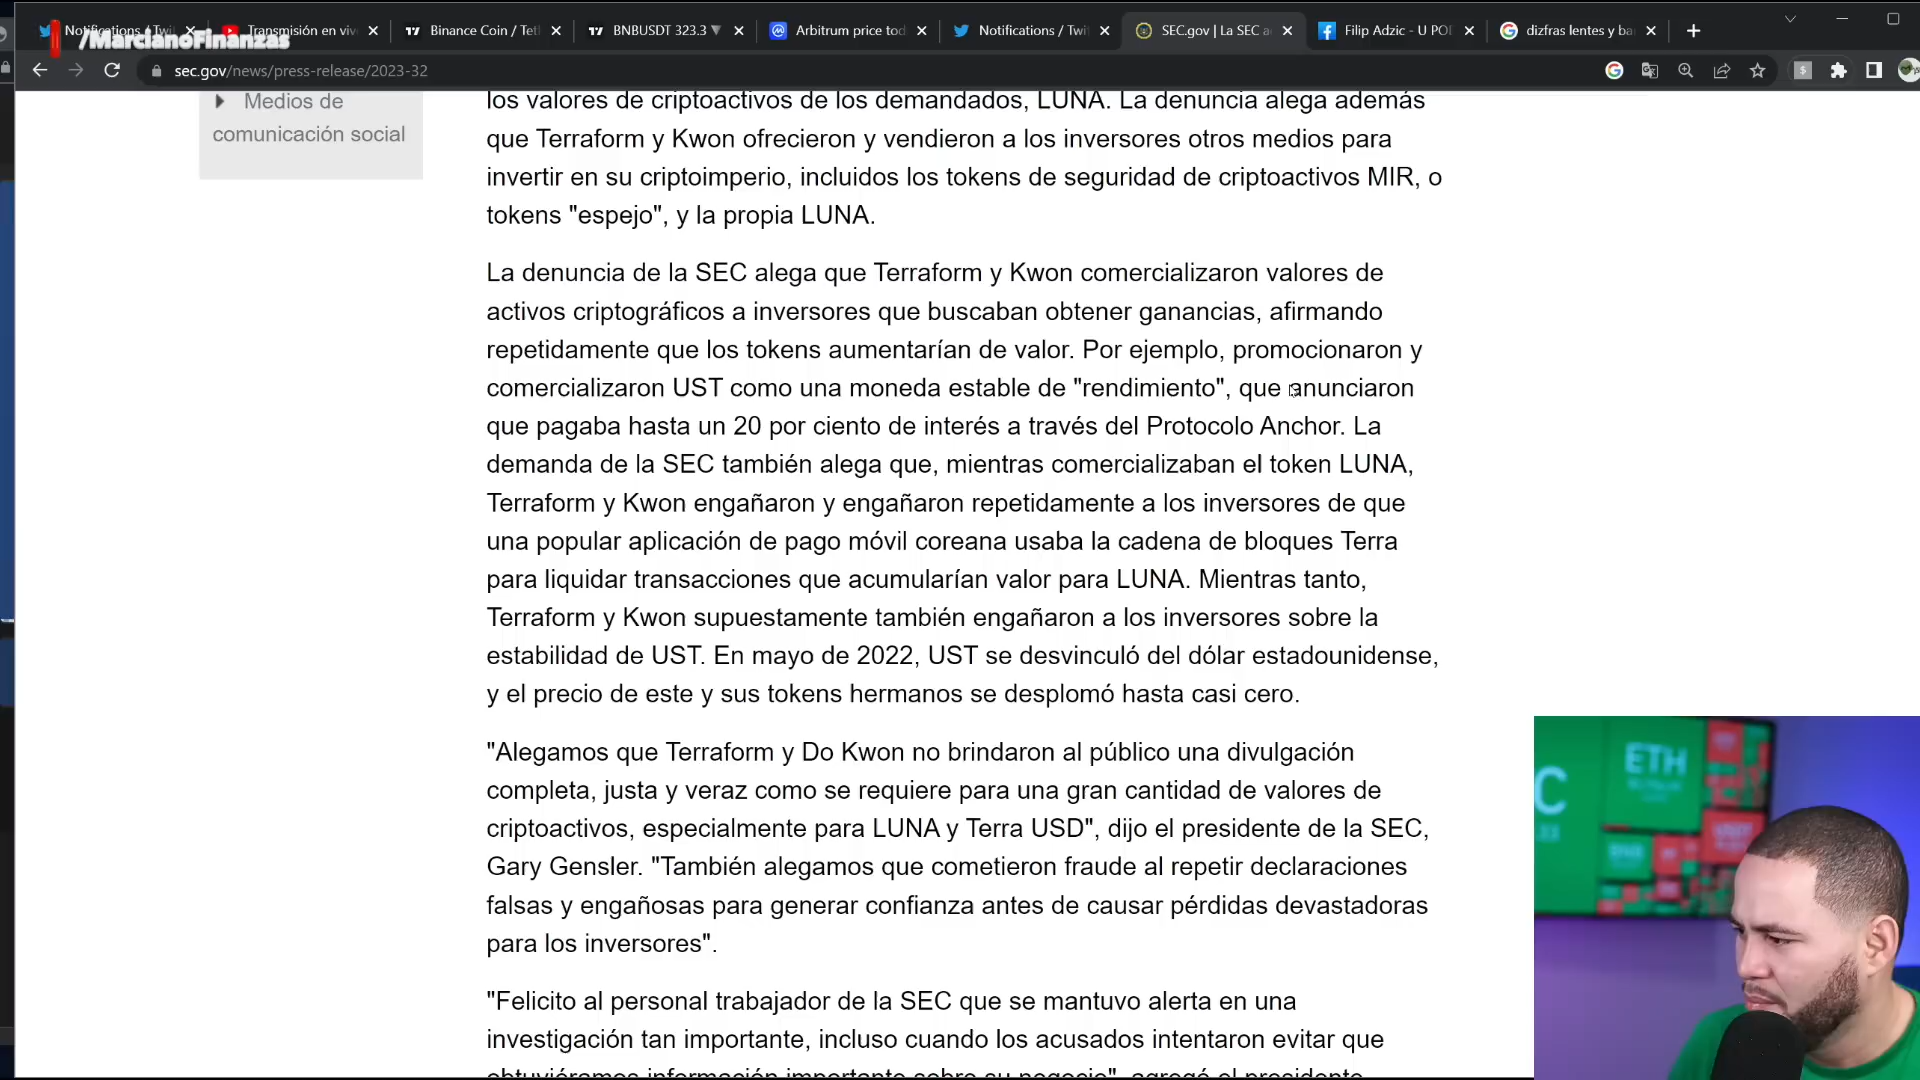 Notifications / Twi
Transmisión en viv
Binance Coin / Tet
BNBUSDT 323.3 ▼
Arbitrum price tod
Notifications / Twit
SEC.gov | La SEC a
Filip Adzic - U POD
dizfras lentes y ba
/MarcianoFinanzas
sec.gov/news/press-release/2023-32
Medios de
comunicación social
los valores de criptoactivos de los demandados, LUNA. La denuncia alega además
que Terraform y Kwon ofrecieron y vendieron a los inversores otros medios para
invertir en su criptoimperio, incluidos los tokens de seguridad de criptoactivos MIR, o
tokens "espejo", y la propia LUNA.
La denuncia de la SEC alega que Terraform y Kwon comercializaron valores de
activos criptográficos a inversores que buscaban obtener ganancias, afirmando
repetidamente que los tokens aumentarían de valor. Por ejemplo, promocionaron y
comercializaron UST como una moneda estable de "rendimiento", que anunciaron
que pagaba hasta un 20 por ciento de interés a través del Protocolo Anchor. La
demanda de la SEC también alega que, mientras comercializaban el token LUNA,
Terraform y Kwon engañaron y engañaron repetidamente a los inversores de que
una popular aplicación de pago móvil coreana usaba la cadena de bloques Terra
para liquidar transacciones que acumularían valor para LUNA. Mientras tanto,
Terraform y Kwon supuestamente también engañaron a los inversores sobre la
estabilidad de UST. En mayo de 2022, UST se desvinculó del dólar estadounidense,
y el precio de este y sus tokens hermanos se desplomó hasta casi cero.
"Alegamos que Terraform y Do Kwon no brindaron al público una divulgación
completa, justa y veraz como se requiere para una gran cantidad de valores de
criptoactivos, especialmente para LUNA y Terra USD", dijo el presidente de la SEC,
Gary Gensler. "También alegamos que cometieron fraude al repetir declaraciones
falsas y engañosas para generar confianza antes de causar pérdidas devastadoras
para los inversores".
"Felicito al personal trabajador de la SEC que se mantuvo alerta en una
investigación tan importante, incluso cuando los acusados intentaron evitar que
obtuviéramos información importante sobre su negocio", agregó el presidente
ETH
C